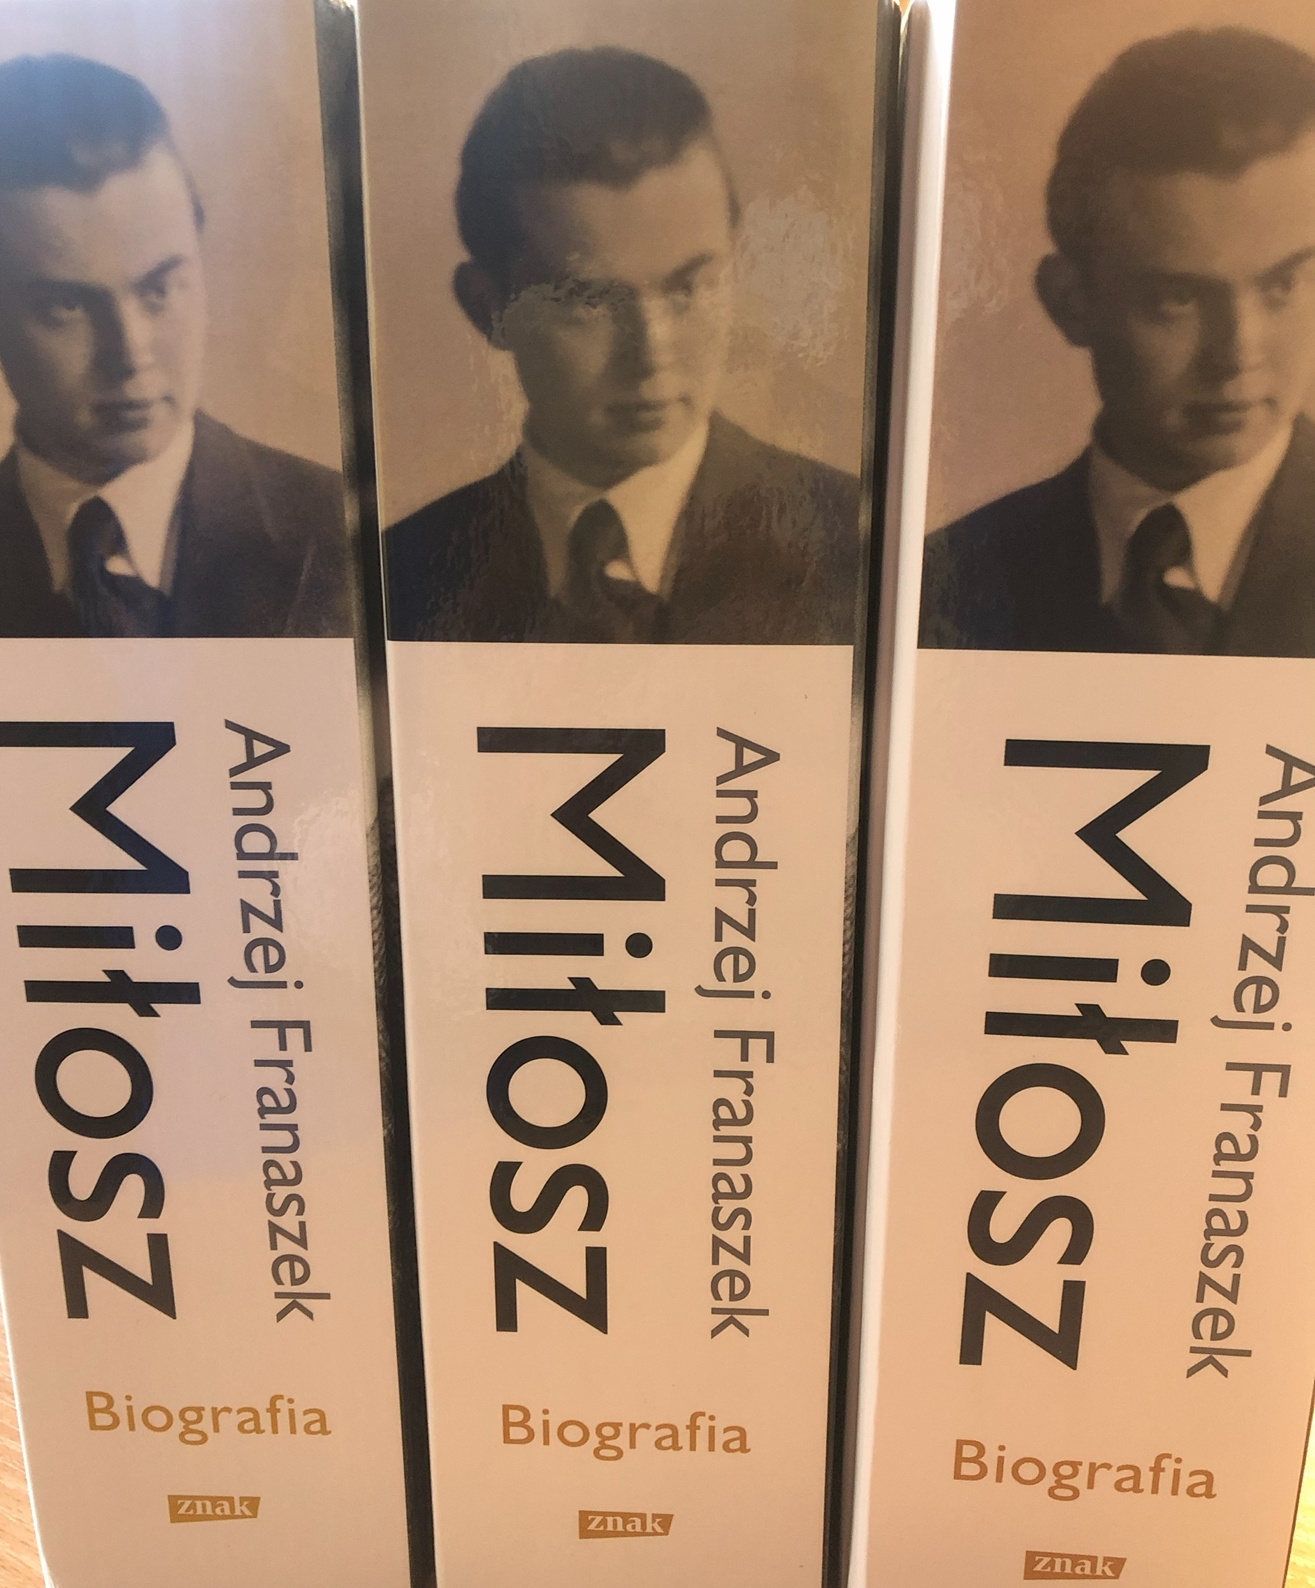 Andrzej Franaszek
Miłosz
Biografia
znak
Andrzej Franaszek
Miłosz
Biografia
znak
Andrzej Franaszek
Miłosz
Biografia
znak